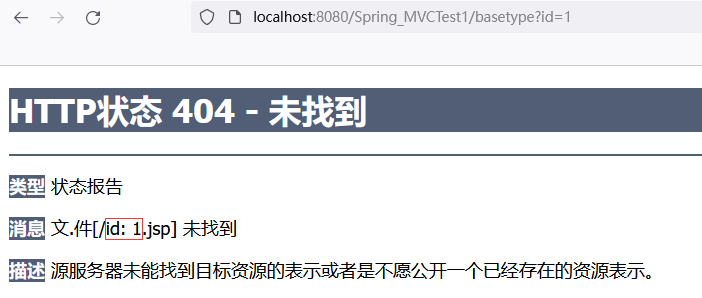 localhost:8080/Spring_MVCTest1/basetype?id=1
HTTP状态 404 - 未找到
类型 状态报告
消息 文.件[/id: 1.jsp] 未找到
描述 源服务器未能找到目标资源的表示或者是不愿公开一个已经存在的资源表示。